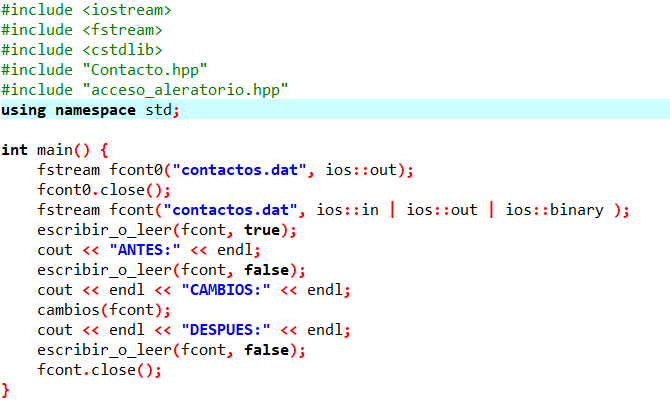 #include <iostream>
#include <fstream>
#include <cstdlib>
#include "Contacto.hpp"
#include "acceso_aleratorio.hpp"
using namespace std;
int main() {
fstream fcont0("contactos.dat", ios::out);
fcont0.close();
fstream fcont("contactos.dat", ios::in | ios::out | ios::binary );
escribir_o_leer(fcont, true);
cout << "ANTES:" << endl;
escribir_o_leer(fcont, false);
cout << endl << "CAMBIOS:" << endl;
cambios(fcont);
cout << endl << "DESPUES:" << endl;
escribir_o_leer(fcont, false);
fcont.close();
}